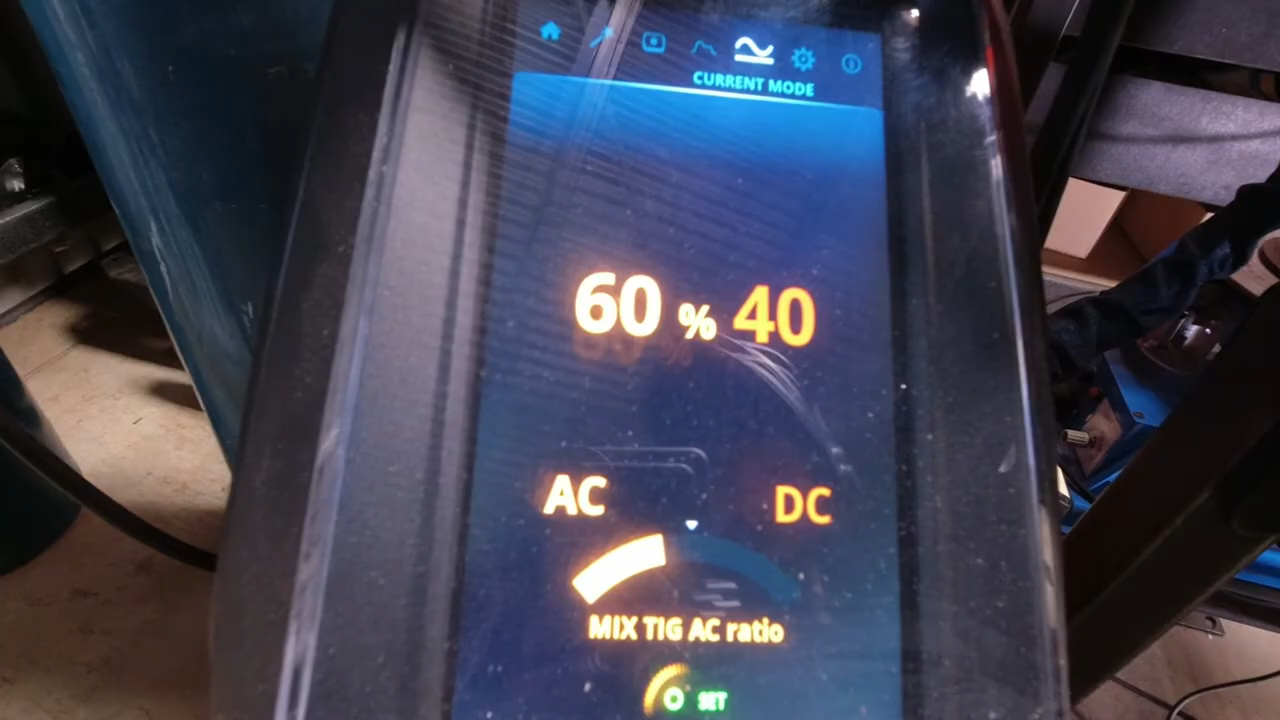 CURRENT MODE
60 % 40
AC DC
MIX TIG AC ratio
SET